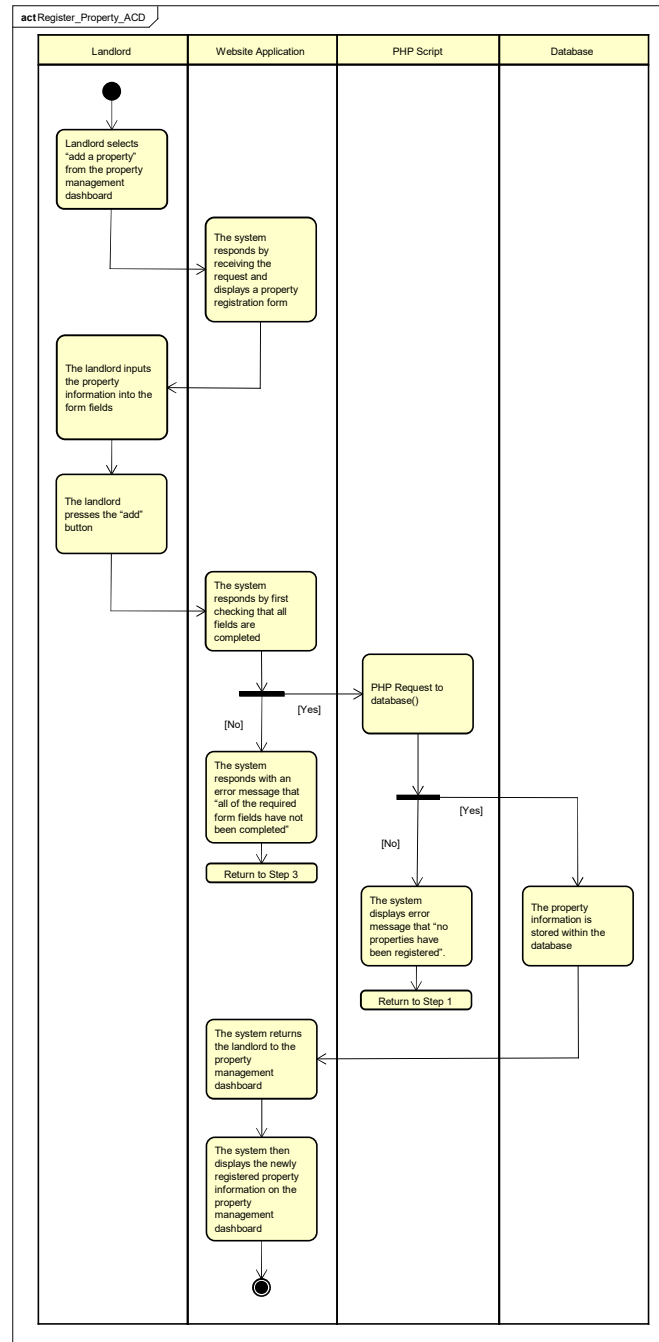 act Register_Property_ACD
Landlord
Website Application
PHP Script
Database
Landlord selects
“add a property”
from the property
management
dashboard
The system
responds by
receiving the
request and
displays a property
registration form
The landlord inputs
the property
information into the
form fields
The landlord
presses the “add”
button
The system
responds by first
checking that all
fields are
completed
[Yes]
[No]
PHP Request to
database()
The system
responds with an
error message that
“all of the required
form fields have not
been completed”
Return to Step 3
[Yes]
[No]
The system
displays error
message that “no
properties have
been registered”.
Return to Step 1
The property
information is
stored within the
database
The system returns
the landlord to the
property
management
dashboard
The system then
displays the newly
registered property
information on the
property
management
dashboard